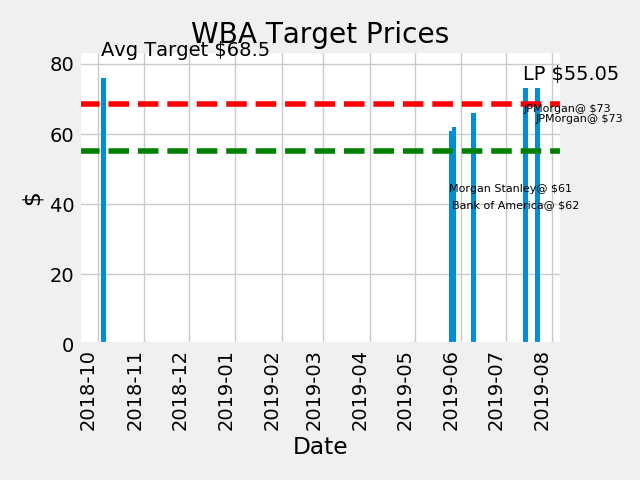 WBA Target Prices
Avg Target $68.5
LP $55.05
JPMorgan@ $73
JPMorgan@ $73
Morgan Stanley@ $61
Bank of America@ $62
$
80
60
40
20
0
2018-10
2018-11
2018-12
2019-01
2019-02
2019-03
2019-04
2019-05
2019-06
2019-07
2019-08
Date